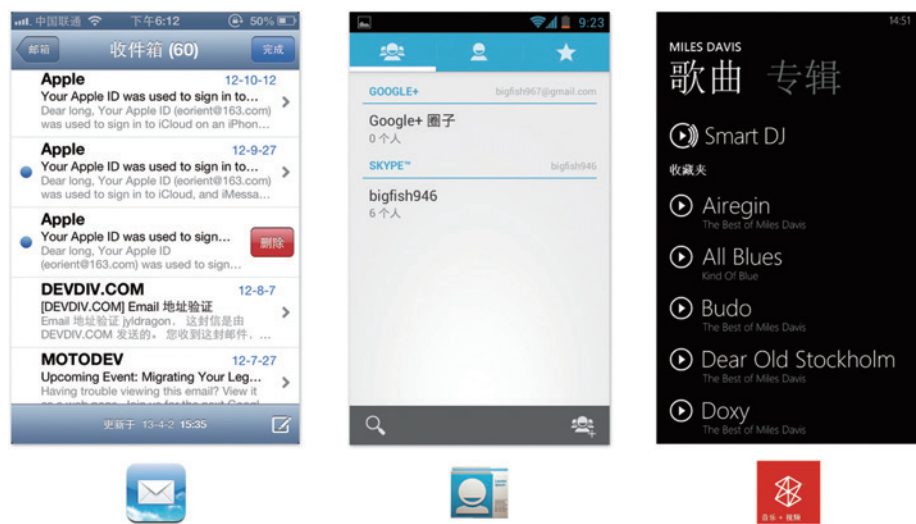 中国联通 下午6:12 50%
邮箱 收件箱 (60) 完成
Apple 12-10-12
Your Apple ID was used to sign in to...
Dear long, Your Apple ID (eorient@163.com)
was used to sign in to iCloud on an iPhon...
Apple 12-9-27
Your Apple ID was used to sign in to...
Dear long, Your Apple ID (eorient@163.com)
was used to sign in to iCloud, and iMessa...
Apple
Your Apple ID was used to sign...
Dear long, Your Apple ID
(eorient@163.com) was used to sign...
删除
DEVDIV.COM 12-8-7
[DEVDIV.COM] Email 地址验证
Email 地址验证 jyldragon， 这封信是由
DEVDIV.COM 发送的。 您收到这封邮件， ...
MOTODEV 12-7-27
Upcoming Event: Migrating Your Leg...
Having trouble viewing this email? View it
更新于 13-4-2 15:35
9:23
GOOGLE+ bigfish967@gmail.com
Google+ 圈子
0 个人
SKYPE™ bigfish946
bigfish946
6 个人
14:51
MILES DAVIS
歌曲 专辑
Smart DJ
收藏夹
Airegin
The Best of Miles Davis
All Blues
Kind Of Blue
Budo
The Best of Miles Davis
Dear Old Stockholm
The Best of Miles Davis
Doxy
The Best of Miles Davis
音乐 + 视频